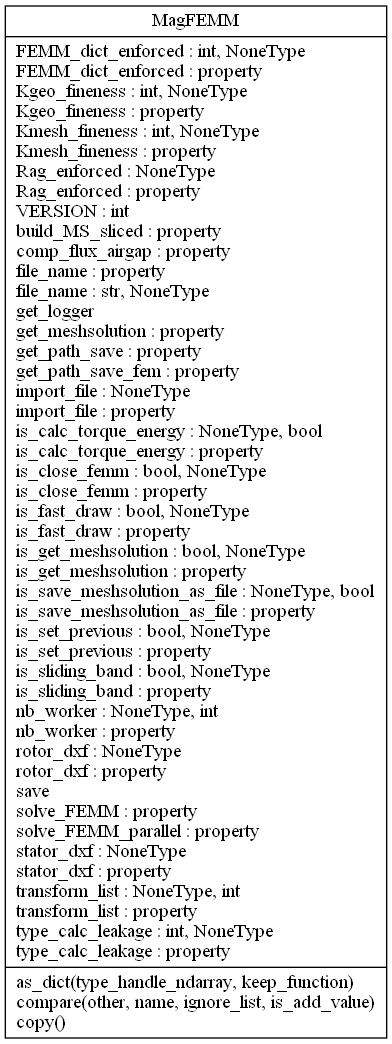 MagFEMM
FEMM_dict_enforced : int, NoneType
FEMM_dict_enforced : property
Kgeo_fineness : int, NoneType
Kgeo_fineness : property
Kmesh_fineness : int, NoneType
Kmesh_fineness : property
Rag_enforced : NoneType
Rag_enforced : property
VERSION : int
build_MS_sliced : property
comp_flux_airgap : property
file_name : property
file_name : str, NoneType
get_logger
get_meshsolution : property
get_path_save : property
get_path_save_fem : property
import_file : NoneType
import_file : property
is_calc_torque_energy : NoneType, bool
is_calc_torque_energy : property
is_close_femm : bool, NoneType
is_close_femm : property
is_fast_draw : bool, NoneType
is_fast_draw : property
is_get_meshsolution : bool, NoneType
is_get_meshsolution : property
is_save_meshsolution_as_file : NoneType, bool
is_save_meshsolution_as_file : property
is_set_previous : bool, NoneType
is_set_previous : property
is_sliding_band : bool, NoneType
is_sliding_band : property
nb_worker : NoneType, int
nb_worker : property
rotor_dxf : NoneType
rotor_dxf : property
save
solve_FEMM : property
solve_FEMM_parallel : property
stator_dxf : NoneType
stator_dxf : property
transform_list : NoneType, int
transform_list : property
type_calc_leakage : int, NoneType
type_calc_leakage : property
as_dict(type_handle_ndarray, keep_function)
compare(other, name, ignore_list, is_add_value)
copy()